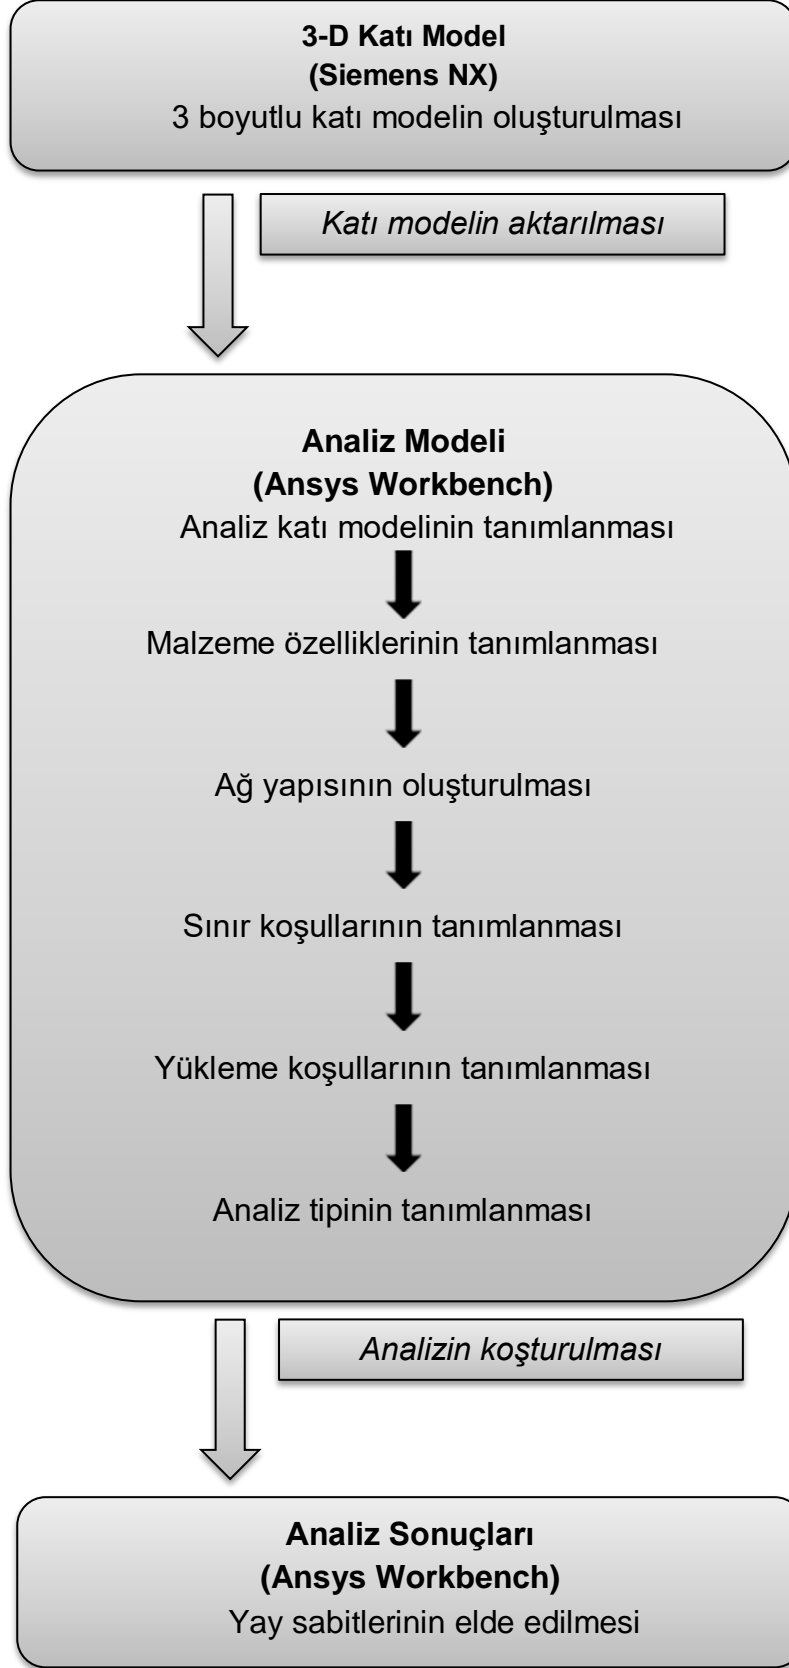 3-D Katı Model
(Siemens NX)
3 boyutlu katı modelin oluşturulması
Katı modelin aktarılması
Analiz Modeli
(Ansys Workbench)
Analiz katı modelinin tanımlanması
Malzeme özelliklerinin tanımlanması
Ağ yapısının oluşturulması
Sınır koşullarının tanımlanması
Yükleme koşullarının tanımlanması
Analiz tipinin tanımlanması
Analizin koşturulması
Analiz Sonuçları
(Ansys Workbench)
Yay sabitlerinin elde edilmesi